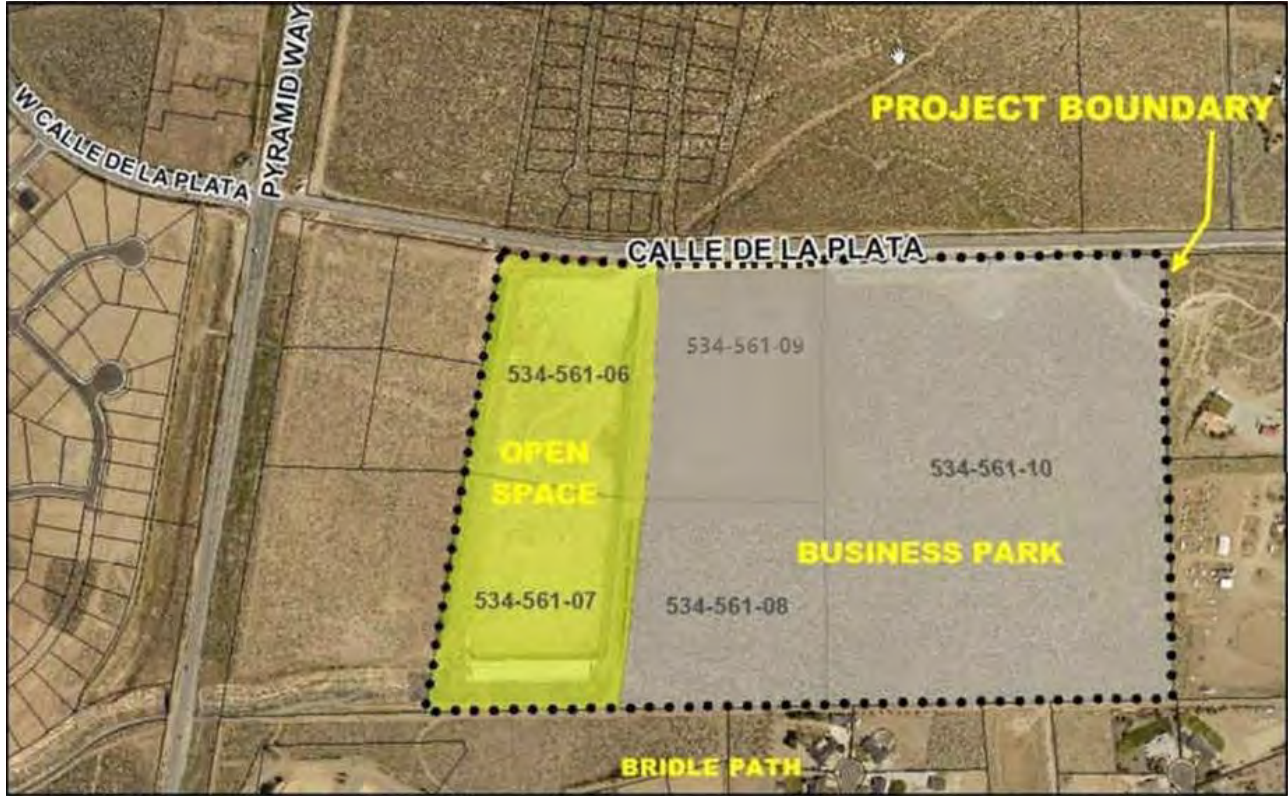 PYRAMID WAY
W CALLE DE LA PLATA
PROJECT BOUNDARY
CALLE DE LA PLATA
534-561-09
534-561-06
OPEN
SPACE
534-561-10
BUSINESS PARK
534-561-07
534-561-08
BRIDLE PATH